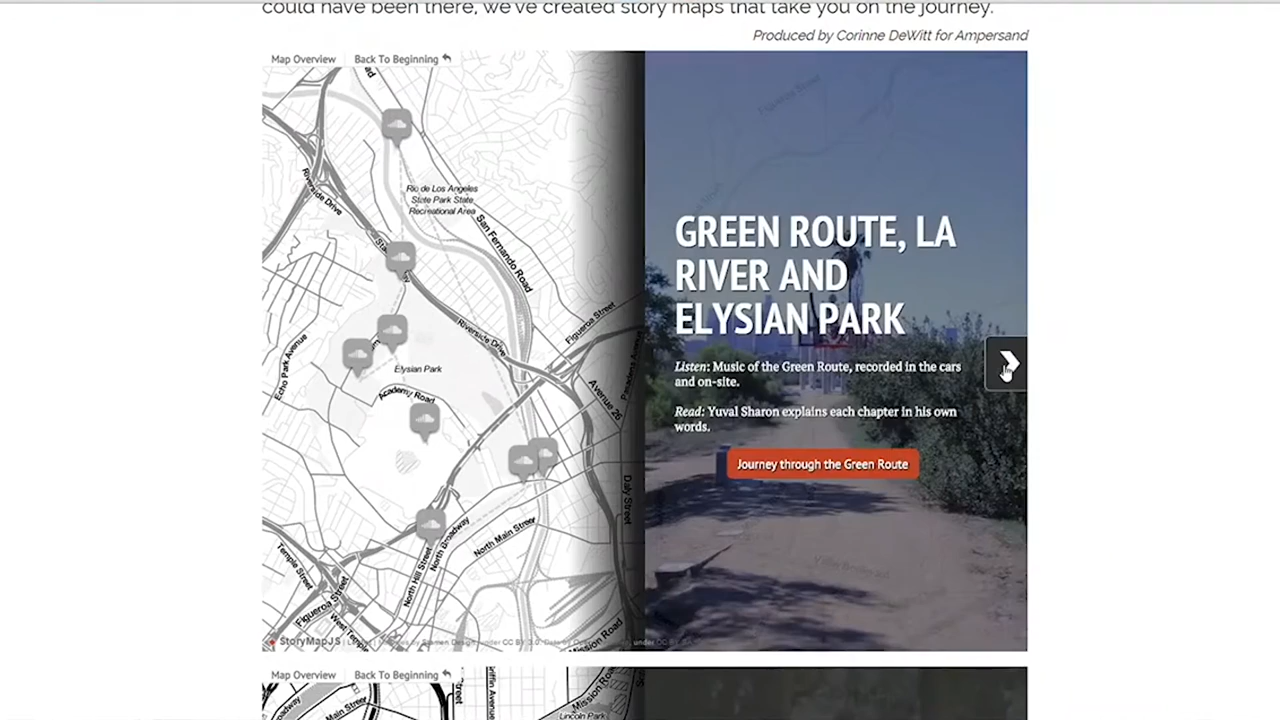 could have been there, we've created story maps that take you on the journey.
Produced by Corinne DeWitt for Ampersand
Map Overview
Back To Beginning
Riverside Drive
Rio de Los Angeles
State Park State
Recreational Area
San Fernando Road
Riverside Drive
Figueroa Street
Echo Park Avenue
Elysian Park
Academy Road
Avenue 26
Daly Street
North Broadway
North Main Street
North Hill Street
Temple Street
Figueroa Street
Mission Road
StoryMapJS
GREEN ROUTE, LA
RIVER AND
ELYSIAN PARK
Listen: Music of the Green Route, recorded in the cars
and on-site.
Read: Yuval Sharon explains each chapter in his own
words.
Journey through the Green Route
Map Overview
Back To Beginning
Main Street
Street
Griffin Avenue
Lincoln Park